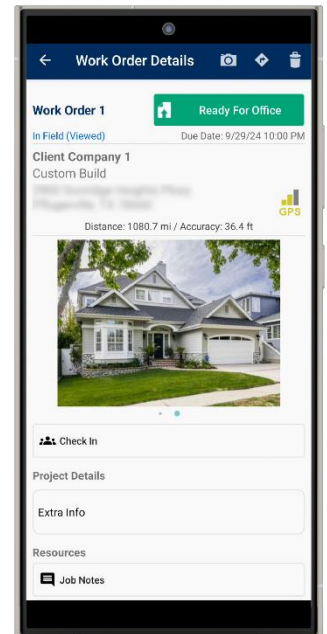 Work Order Details
Work Order 1
Ready For Office
In Field (Viewed)
Due Date: 9/29/24 10:00 PM
Client Company 1
Custom Build
GPS
Distance: 1080.7 mi / Accuracy: 36.4 ft
Check In
Project Details
Extra Info
Resources
Job Notes